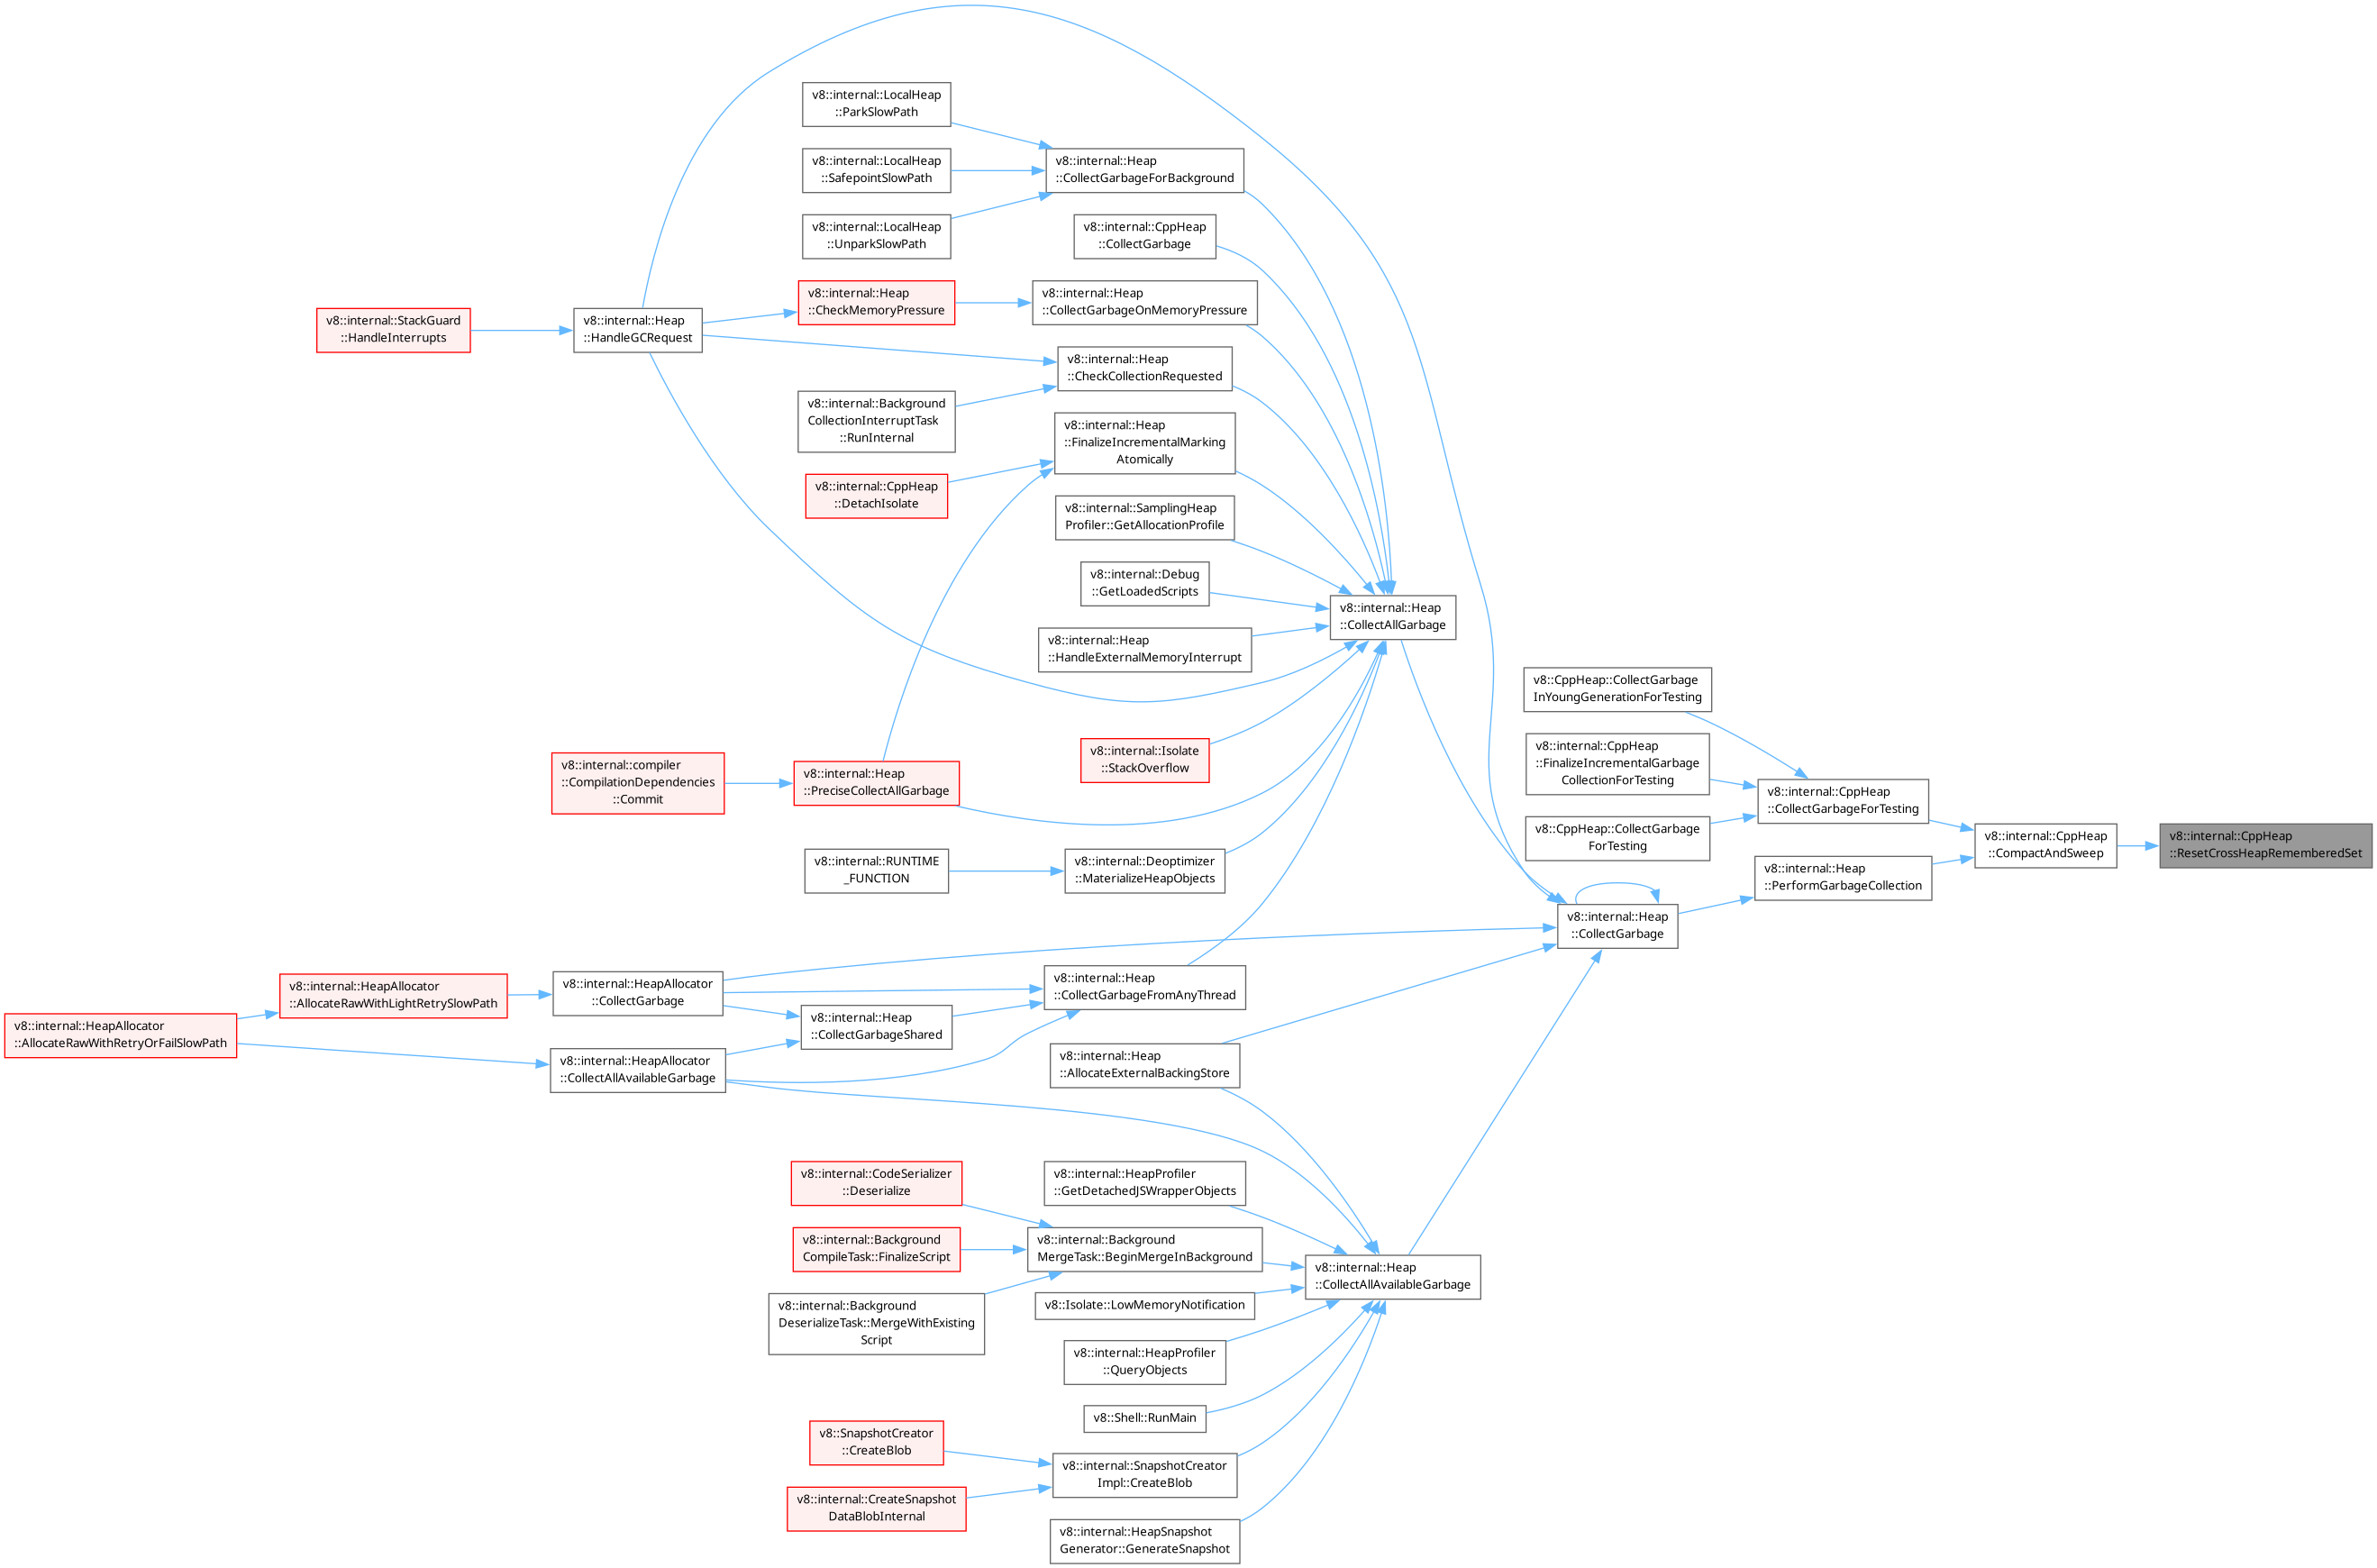 v8::internal::LocalHeap
::ParkSlowPath
v8::internal::LocalHeap
::SafepointSlowPath
v8::internal::Heap
::CollectGarbageForBackground
v8::internal::LocalHeap
::UnparkSlowPath
v8::internal::CppHeap
::CollectGarbage
v8::internal::StackGuard
::HandleInterrupts
v8::internal::Heap
::HandleGCRequest
v8::internal::Heap
::CheckMemoryPressure
v8::internal::Heap
::CollectGarbageOnMemoryPressure
v8::internal::Heap
::CheckCollectionRequested
v8::internal::Background
CollectionInterruptTask
::RunInternal
v8::internal::Heap
::FinalizeIncrementalMarking
Atomically
v8::internal::CppHeap
::DetachIsolate
v8::internal::SamplingHeap
Profiler::GetAllocationProfile
v8::internal::Debug
::GetLoadedScripts
v8::internal::Heap
::CollectAllGarbage
v8::internal::Heap
::HandleExternalMemoryInterrupt
v8::CppHeap::CollectGarbage
InYoungGenerationForTesting
v8::internal::Isolate
::StackOverflow
v8::internal::CppHeap
::FinalizeIncrementalGarbage
CollectionForTesting
v8::internal::compiler
::CompilationDependencies
::Commit
v8::internal::Heap
::PreciseCollectAllGarbage
v8::internal::CppHeap
::CollectGarbageForTesting
v8::CppHeap::CollectGarbage
ForTesting
v8::internal::CppHeap
::CompactAndSweep
v8::internal::CppHeap
::ResetCrossHeapRememberedSet
v8::internal::RUNTIME
_FUNCTION
v8::internal::Deoptimizer
::MaterializeHeapObjects
v8::internal::Heap
::PerformGarbageCollection
v8::internal::Heap
::CollectGarbage
v8::internal::HeapAllocator
::AllocateRawWithLightRetrySlowPath
v8::internal::HeapAllocator
::CollectGarbage
v8::internal::Heap
::CollectGarbageFromAnyThread
v8::internal::HeapAllocator
::AllocateRawWithRetryOrFailSlowPath
v8::internal::Heap
::CollectGarbageShared
v8::internal::HeapAllocator
::CollectAllAvailableGarbage
v8::internal::Heap
::AllocateExternalBackingStore
v8::internal::CodeSerializer
::Deserialize
v8::internal::HeapProfiler
::GetDetachedJSWrapperObjects
v8::internal::Background
CompileTask::FinalizeScript
v8::internal::Background
MergeTask::BeginMergeInBackground
v8::internal::Heap
::CollectAllAvailableGarbage
v8::internal::Background
DeserializeTask::MergeWithExisting
Script
v8::Isolate::LowMemoryNotification
v8::internal::HeapProfiler
::QueryObjects
v8::Shell::RunMain
v8::SnapshotCreator
::CreateBlob
v8::internal::SnapshotCreator
Impl::CreateBlob
v8::internal::CreateSnapshot
DataBlobInternal
v8::internal::HeapSnapshot
Generator::GenerateSnapshot